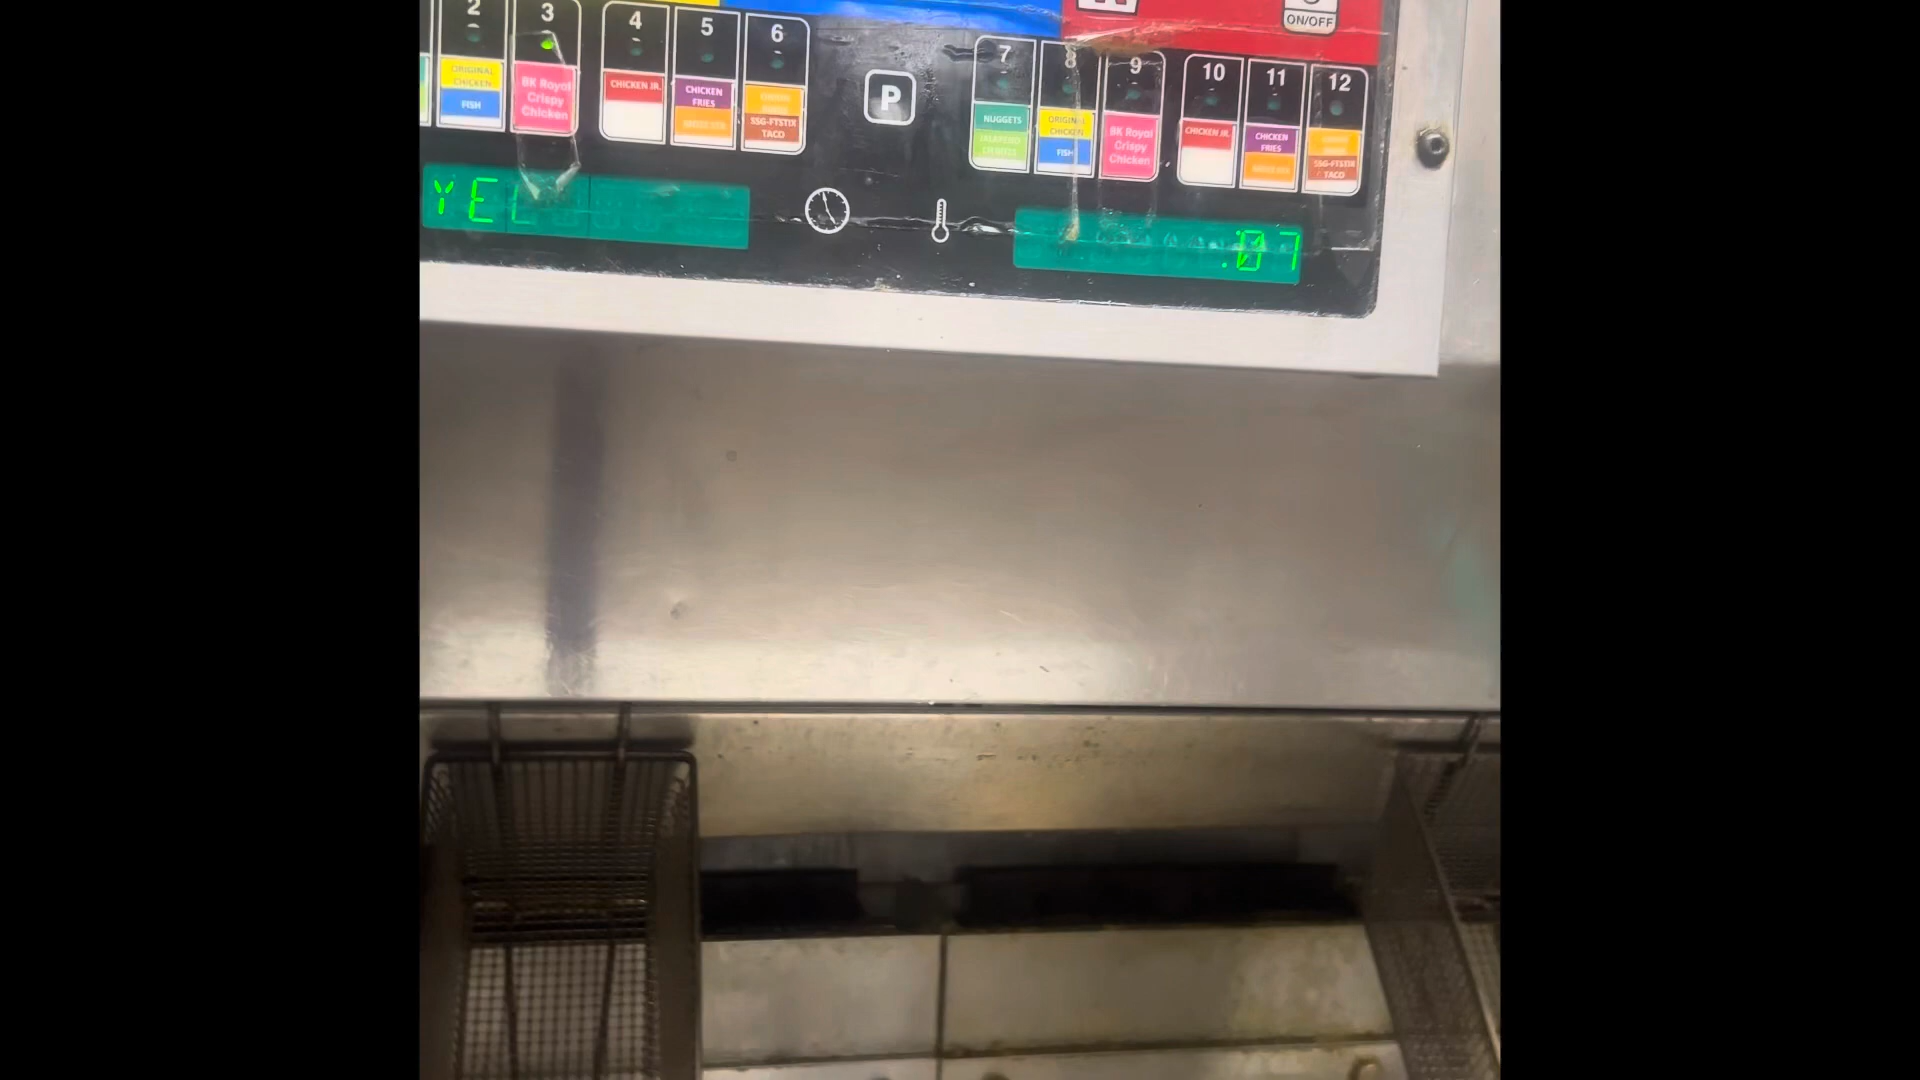 ON/OFF
2
3
4
5
6
7
8
9
10
11
12
ORIGINAL
CHICKEN
FISH
BK Royal
Crispy
Chicken
CHICKEN JR.
CHICKEN
FRIES
SSG-FTSTIX
TACO
P
NUGGETS
JALAPENO
ORIGINAL
CHICKEN
FISH
BK Royal
Crispy
Chicken
CHICKEN JR.
CHICKEN
FRIES
SSG-FTSTIX
TACO
YEL
:07